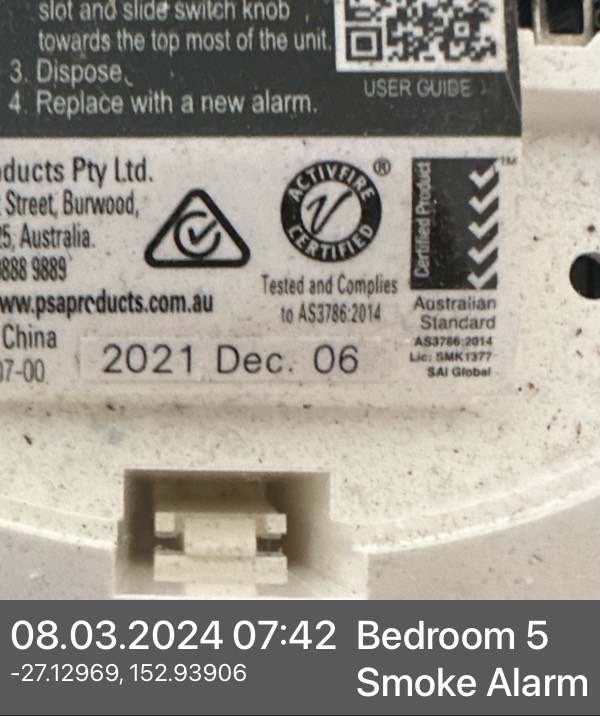 slot and slide switch knob
towards the top most of the unit.
3. Dispose.
4. Replace with a new alarm.
USER GUIDE
oducts Pty Ltd.
Street, Burwood,
25, Australia.
9888 9889
www.psaproducts.com.au
China
07-00
2021 Dec. 06
ACTIVFIRE ®
CERTIFIED
Tested and Complies
to AS3786:2014
Certified Product
TM
Australian
Standard
AS3786:2014
Lic: SMK1377
SAI Global
08.03.2024 07:42
-27.12969, 152.93906
Bedroom 5
Smoke Alarm